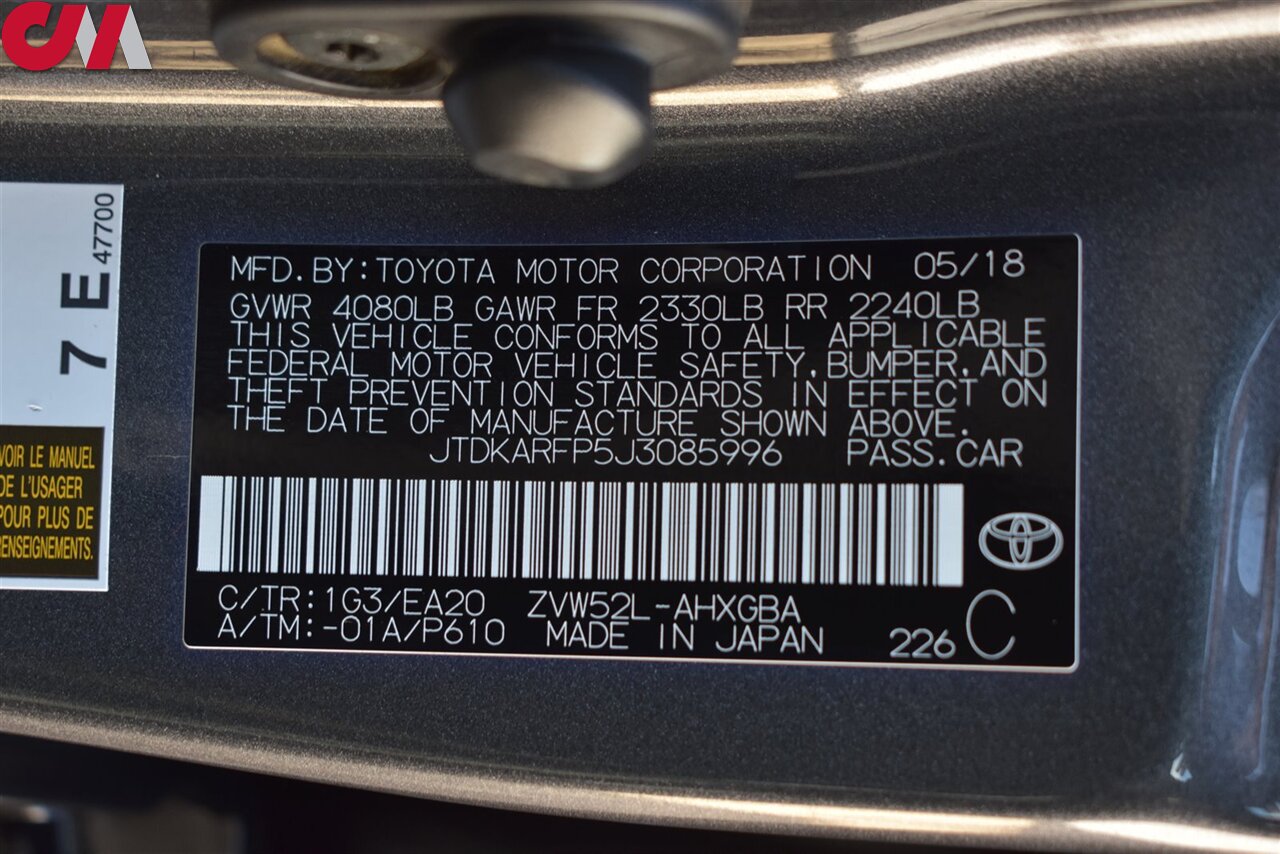 CM
7 E 47700
VOIR LE MANUEL
DE L'USAGER
POUR PLUS DE
RENSEIGNEMENTS.
MFD.BY:TOYOTA MOTOR CORPORATION 05/18
GVWR 4080LB GAWR FR 2330LB RR 2240LB
THIS VEHICLE CONFORMS TO ALL APPLICABLE
FEDERAL MOTOR VEHICLE SAFETY,BUMPER,AND
THEFT PREVENTION STANDARDS IN EFFECT ON
THE DATE OF MANUFACTURE SHOWN ABOVE.
JTDKARFP5J3085996 PASS.CAR
C/TR:1G3/EA20 ZVW52L-AHXGBA
A/TM:-01A/P610 MADE IN JAPAN 226 C